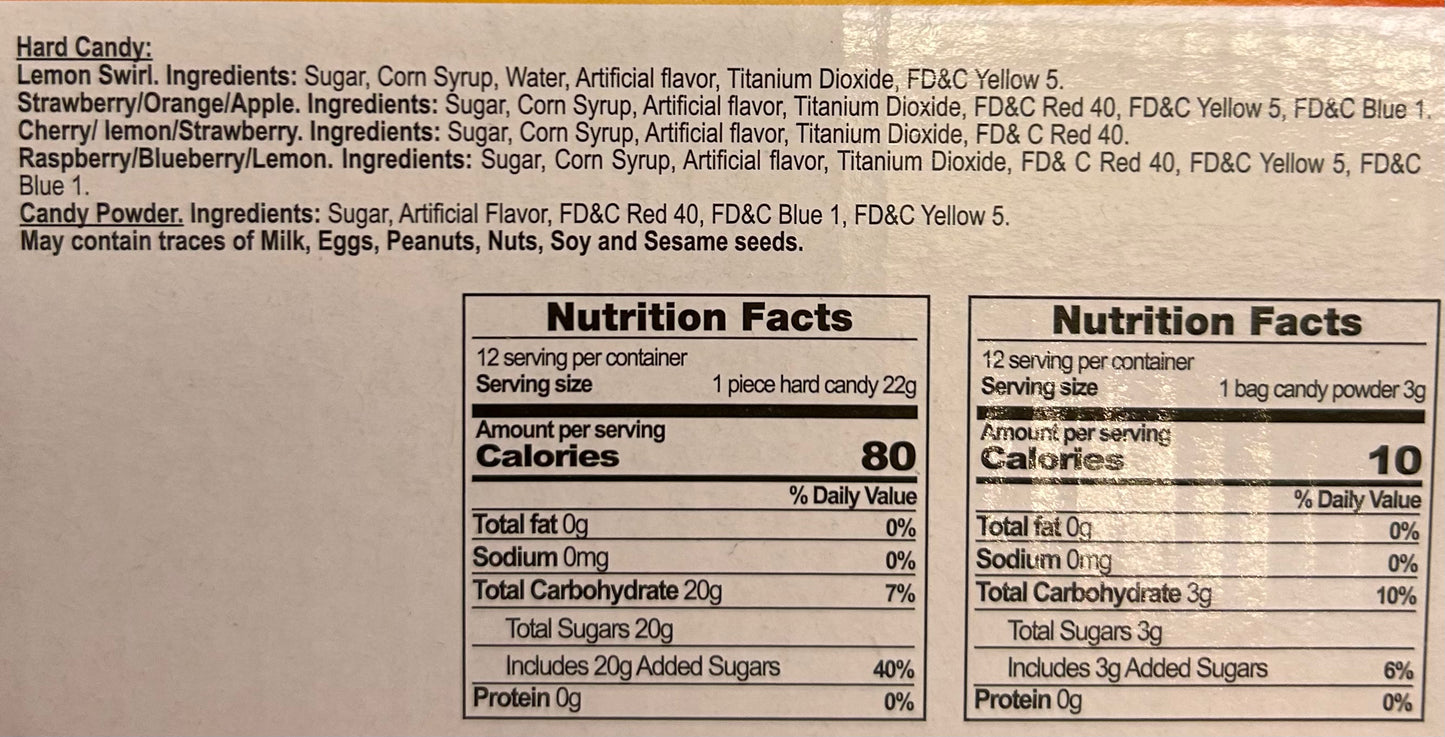 Hard Candy:
Lemon Swirl. Ingredients: Sugar, Corn Syrup, Water, Artificial flavor, Titanium Dioxide, FD&C Yellow 5.
Strawberry/Orange/Apple. Ingredients: Sugar, Corn Syrup, Artificial flavor, Titanium Dioxide, FD&C Red 40, FD&C Yellow 5, FD&C Blue 1.
Cherry/ lemon/Strawberry. Ingredients: Sugar, Corn Syrup, Artificial flavor, Titanium Dioxide, FD& C Red 40.
Raspberry/Blueberry/Lemon. Ingredients: Sugar, Corn Syrup, Artificial flavor, Titanium Dioxide, FD& C Red 40, FD&C Yellow 5, FD&C
Blue 1.
Candy Powder. Ingredients: Sugar, Artificial Flavor, FD&C Red 40, FD&C Blue 1, FD&C Yellow 5.
May contain traces of Milk, Eggs, Peanuts, Nuts, Soy and Sesame seeds.
Nutrition Facts
12 serving per container
Serving size 1 piece hard candy 22g
Amount per serving
Calories 80
% Daily Value
Total fat 0g 0%
Sodium 0mg 0%
Total Carbohydrate 20g 7%
Total Sugars 20g
Includes 20g Added Sugars 40%
Protein 0g 0%
Nutrition Facts
12 serving per container
Serving size 1 bag candy powder 3g
Amount per serving
Calories 10
% Daily Value
Total fat 0g 0%
Sodium 0mg 0%
Total Carbohydrate 3g 10%
Total Sugars 3g
Includes 3g Added Sugars 6%
Protein 0g 0%